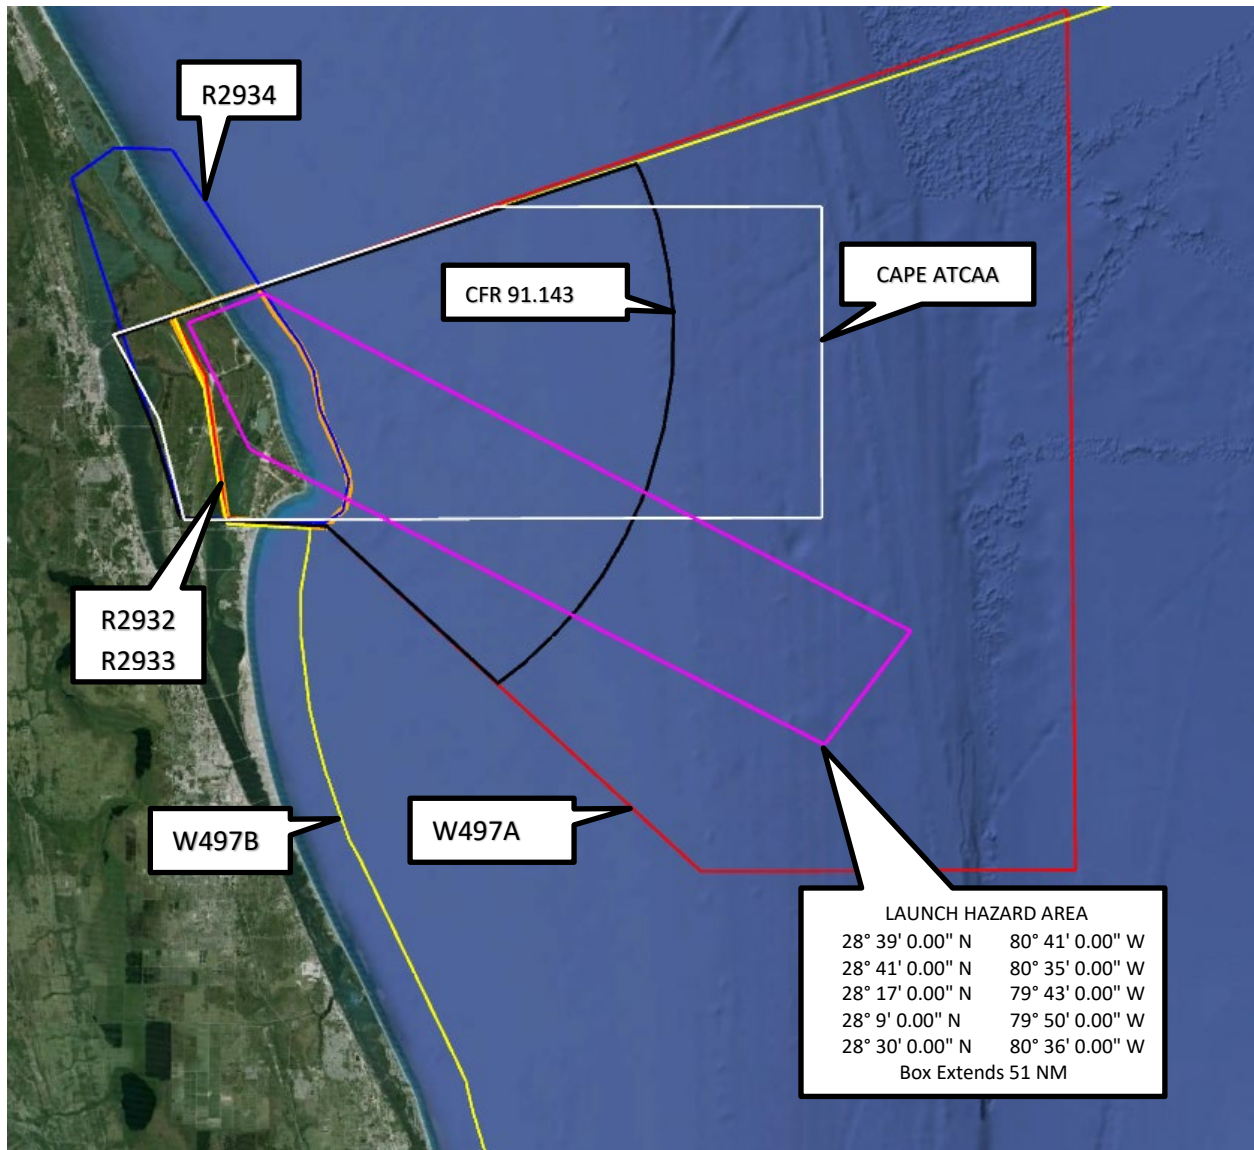 R2934
CFR 91.143
CAPE ATCAA
R2932
R2933
W497B
W497A
LAUNCH HAZARD AREA
28° 39' 0.00" N 80° 41' 0.00" W
28° 41' 0.00" N 80° 35' 0.00" W
28° 17' 0.00" N 79° 43' 0.00" W
28° 9' 0.00" N 79° 50' 0.00" W
28° 30' 0.00" N 80° 36' 0.00" W
Box Extends 51 NM